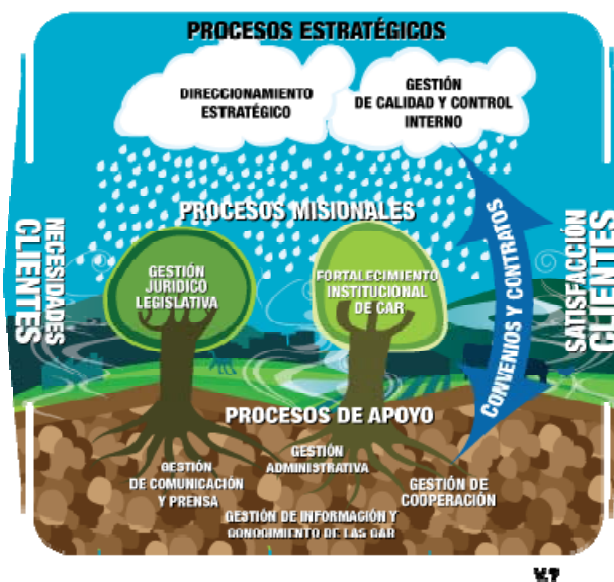 PROCESOS ESTRATÉGICOS
DIRECCIONAMIENTO
ESTRATÉGICO
GESTIÓN
DE CALIDAD Y CONTROL
INTERNO
PROCESOS MISIONALES
NECESIDADES
CLIENTES
GESTIÓN
JURÍDICO
LEGISLATIVA
FORTALECIMIENTO
INSTITUCIONAL
DE CAR
CONVENIOS Y CONTRATOS
SATISFACCIÓN
CLIENTES
PROCESOS DE APOYO
GESTIÓN
DE COMUNICACIÓN
Y PRENSA
GESTIÓN
ADMINISTRATIVA
GESTIÓN DE
COOPERACIÓN
GESTIÓN DE INFORMACIÓN Y
CONOCIMIENTO DE LAS CAR